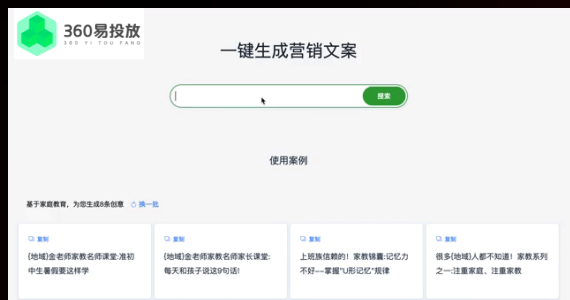 360易投放
360 YI TOU FANG
一键生成营销文案
搜索
使用案例
基于家庭教育，为您生成8条创意 换一批
复制
{地域}金老师家教名师课堂:准初
中生暑假要这样学
复制
{地域}金老师家教名师家长课堂:
每天和孩子说这9句话!
复制
上班族信赖的！家教锦囊:记忆力
不好--掌握"U形记忆"规律
复制
很多{地域}人都不知道！家教系列
之一:注重家庭、注重家教